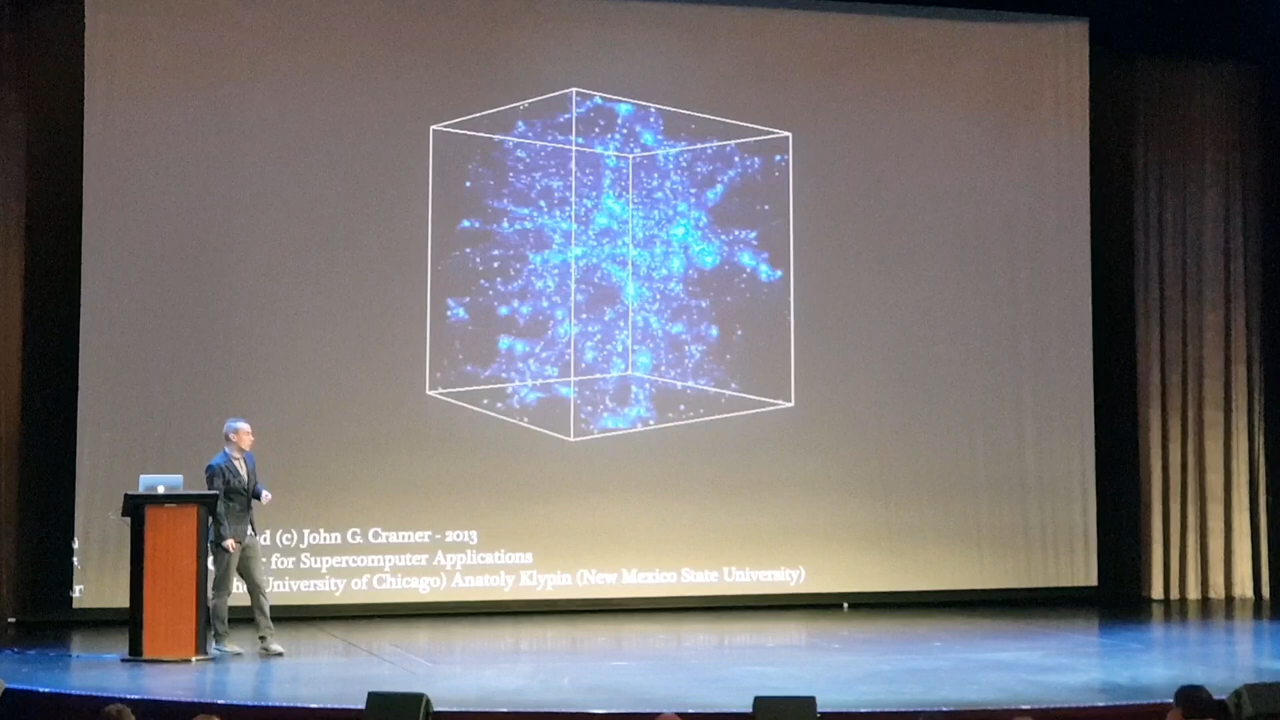 (c) John G. Cramer - 2013
for Supercomputer Applications
University of Chicago) Anatoly Klypin (New Mexico State University)